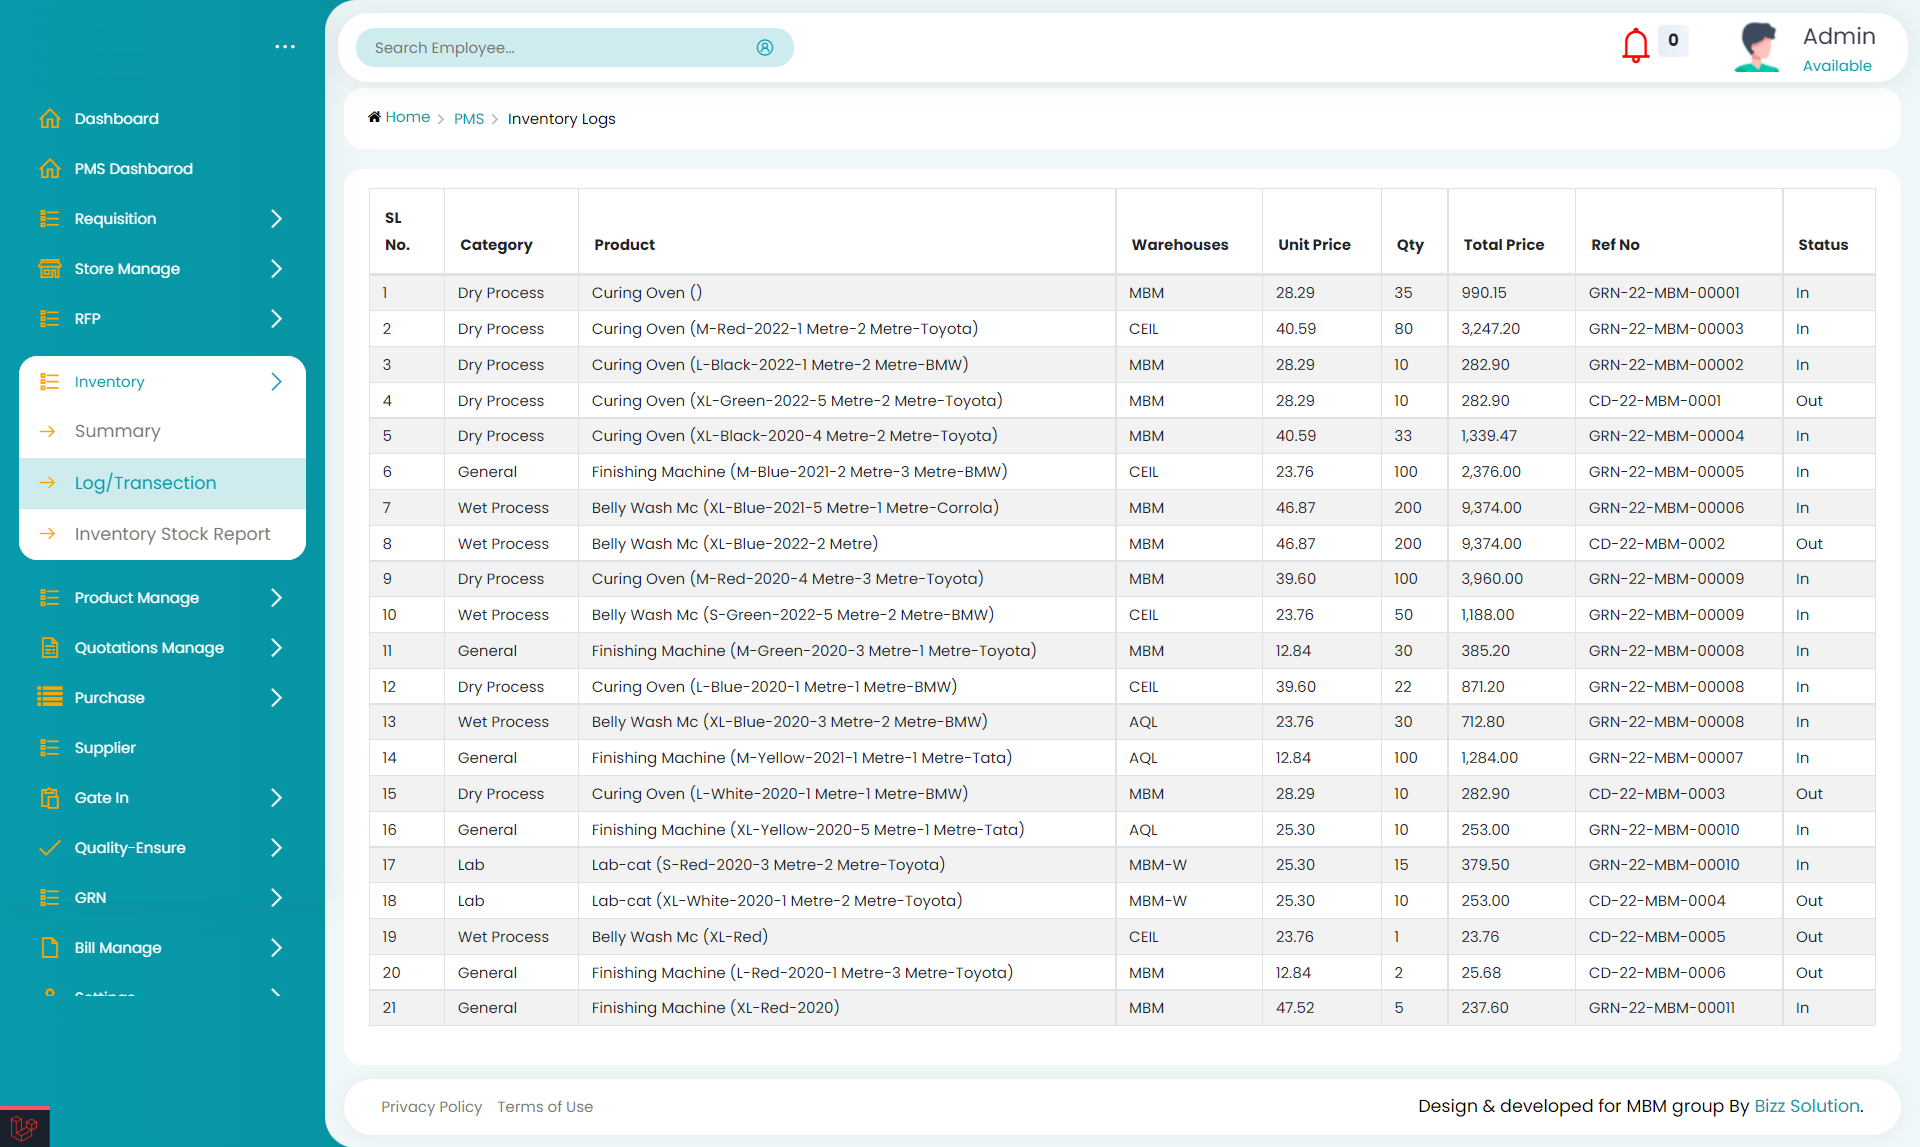 Dashboard
PMS Dashbarod
Requisition
Store Manage
RFP
Inventory
Summary
Log/Transection
Inventory Stock Report
Product Manage
Quotations Manage
Purchase
Supplier
Gate In
Quality-Ensure
GRN
Bill Manage
Settings
Search Employee...
0
Admin
Available
Home PMS Inventory Logs
SL No. Category Product Warehouses Unit Price Qty Total Price Ref No Status
1 Dry Process Curing Oven () MBM 28.29 35 990.15 GRN-22-MBM-00001 In
2 Dry Process Curing Oven (M-Red-2022-1 Metre-2 Metre-Toyota) CEIL 40.59 80 3,247.20 GRN-22-MBM-00003 In
3 Dry Process Curing Oven (L-Black-2022-1 Metre-2 Metre-BMW) MBM 28.29 10 282.90 GRN-22-MBM-00002 In
4 Dry Process Curing Oven (XL-Green-2022-5 Metre-2 Metre-Toyota) MBM 28.29 10 282.90 CD-22-MBM-0001 Out
5 Dry Process Curing Oven (XL-Black-2020-4 Metre-2 Metre-Toyota) MBM 40.59 33 1,339.47 GRN-22-MBM-00004 In
6 General Finishing Machine (M-Blue-2021-2 Metre-3 Metre-BMW) CEIL 23.76 100 2,376.00 GRN-22-MBM-00005 In
7 Wet Process Belly Wash Mc (XL-Blue-2021-5 Metre-1 Metre-Corrola) MBM 46.87 200 9,374.00 GRN-22-MBM-00006 In
8 Wet Process Belly Wash Mc (XL-Blue-2022-2 Metre) MBM 46.87 200 9,374.00 CD-22-MBM-0002 Out
9 Dry Process Curing Oven (M-Red-2020-4 Metre-3 Metre-Toyota) MBM 39.60 100 3,960.00 GRN-22-MBM-00009 In
10 Wet Process Belly Wash Mc (S-Green-2022-5 Metre-2 Metre-BMW) CEIL 23.76 50 1,188.00 GRN-22-MBM-00009 In
11 General Finishing Machine (M-Green-2020-3 Metre-1 Metre-Toyota) MBM 12.84 30 385.20 GRN-22-MBM-00008 In
12 Dry Process Curing Oven (L-Blue-2020-1 Metre-1 Metre-BMW) CEIL 39.60 22 871.20 GRN-22-MBM-00008 In
13 Wet Process Belly Wash Mc (XL-Blue-2020-3 Metre-2 Metre-BMW) AQL 23.76 30 712.80 GRN-22-MBM-00008 In
14 General Finishing Machine (M-Yellow-2021-1 Metre-1 Metre-Tata) AQL 12.84 100 1,284.00 GRN-22-MBM-00007 In
15 Dry Process Curing Oven (L-White-2020-1 Metre-1 Metre-BMW) MBM 28.29 10 282.90 CD-22-MBM-0003 Out
16 General Finishing Machine (XL-Yellow-2020-5 Metre-1 Metre-Tata) AQL 25.30 10 253.00 GRN-22-MBM-00010 In
17 Lab Lab-cat (S-Red-2020-3 Metre-2 Metre-Toyota) MBM-W 25.30 15 379.50 GRN-22-MBM-00010 In
18 Lab Lab-cat (XL-White-2020-1 Metre-2 Metre-Toyota) MBM-W 25.30 10 253.00 CD-22-MBM-0004 Out
19 Wet Process Belly Wash Mc (XL-Red) CEIL 23.76 1 23.76 CD-22-MBM-0005 Out
20 General Finishing Machine (L-Red-2020-1 Metre-3 Metre-Toyota) MBM 12.84 2 25.68 CD-22-MBM-0006 Out
21 General Finishing Machine (XL-Red-2020) MBM 47.52 5 237.60 GRN-22-MBM-00011 In
Privacy Policy Terms of Use
Design & developed for MBM group By Bizz Solution.